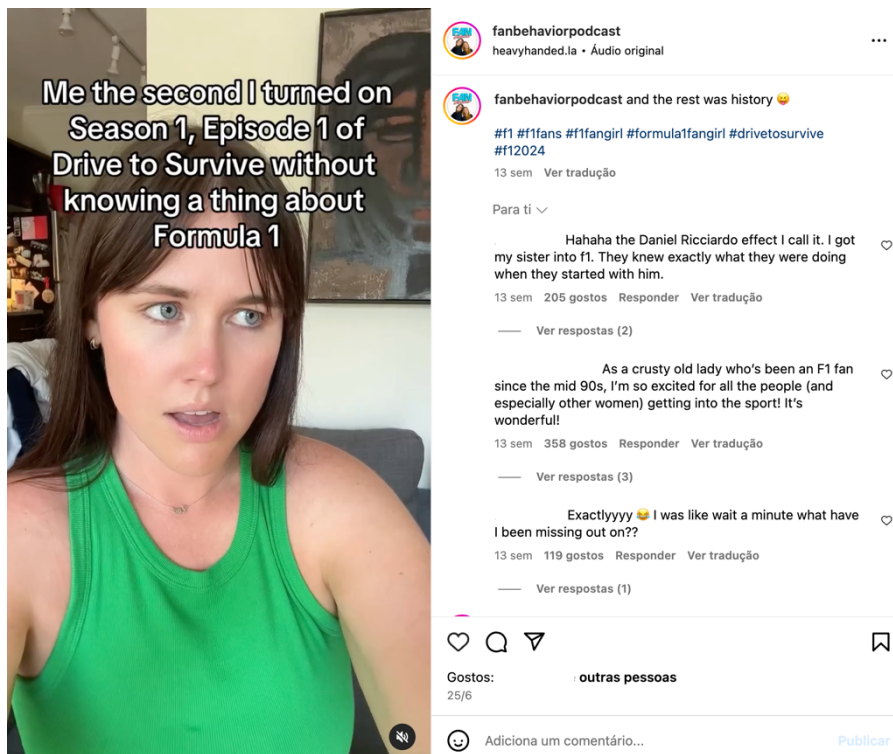 Me the second I turned on
Season 1, Episode 1 of
Drive to Survive without
knowing a thing about
Formula 1
FAN
fanbehaviorpodcast
heavyhanded.la • Áudio original
FAN
fanbehaviorpodcast and the rest was history 😜
#f1 #f1fans #f1fangirl #formula1fangirl #drivetosurvive
#f12024
13 sem Ver tradução
Para ti
Hahaha the Daniel Ricciardo effect I call it. I got
my sister into f1. They knew exactly what they were doing
when they started with him.
13 sem 205 gostos Responder Ver tradução
Ver respostas (2)
As a crusty old lady who's been an F1 fan
since the mid 90s, I'm so excited for all the people (and
especially other women) getting into the sport! It's
wonderful!
13 sem 358 gostos Responder Ver tradução
Ver respostas (3)
Exactlyyyy 😂 I was like wait a minute what have
I been missing out on??
13 sem 119 gostos Responder Ver tradução
Ver respostas (1)
Gostos: outras pessoas
25/6
Adiciona um comentário... Publicar